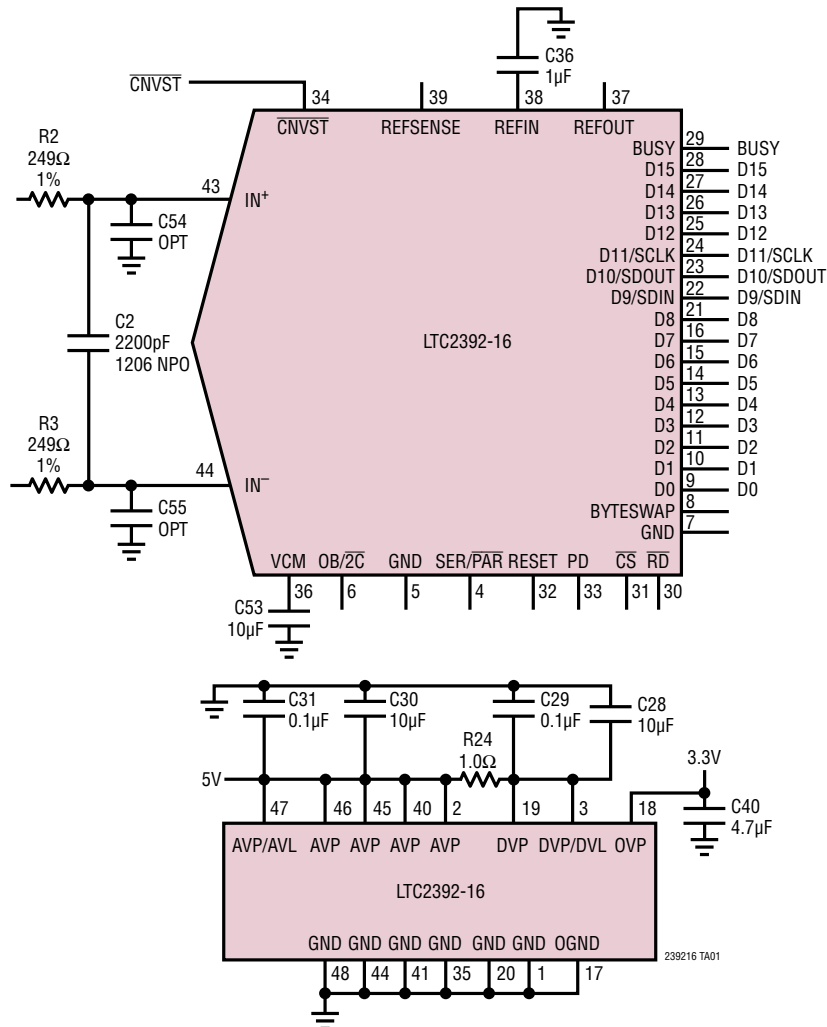 C36
1µF
CNVST
34
39
38
37
CNVST
REFSENSE
REFIN
REFOUT
R2
249Ω
1%
43
IN+
C54
OPT
C2
2200pF
1206 NPO
LTC2392-16
R3
249Ω
1%
44
IN–
C55
OPT
BUSY 29 BUSY
D15 28 D15
D14 27 D14
D13 26 D13
D12 25 D12
D11/SCLK 24 D11/SCLK
D10/SDOUT 23 D10/SDOUT
D9/SDIN 22 D9/SDIN
D8 21 D8
D7 16 D7
D6 15 D6
D5 14 D5
D4 13 D4
D3 12 D3
D2 11 D2
D1 10 D1
D0 9 D0
BYTESWAP 8
GND 7
VCM OB/2C GND SER/PAR RESET PD CS RD
36 6 5 4 32 33 31 30
C53
10µF
C31
0.1µF
C30
10µF
C29
0.1µF
C28
10µF
R24
1.0Ω
5V
3.3V
C40
4.7µF
47 46 45 40 2 19 3 18
AVP/AVL AVP AVP AVP AVP DVP DVP/DVL OVP
LTC2392-16
GND GND GND GND GND GND OGND
48 44 41 35 20 1 17
239216 TA01